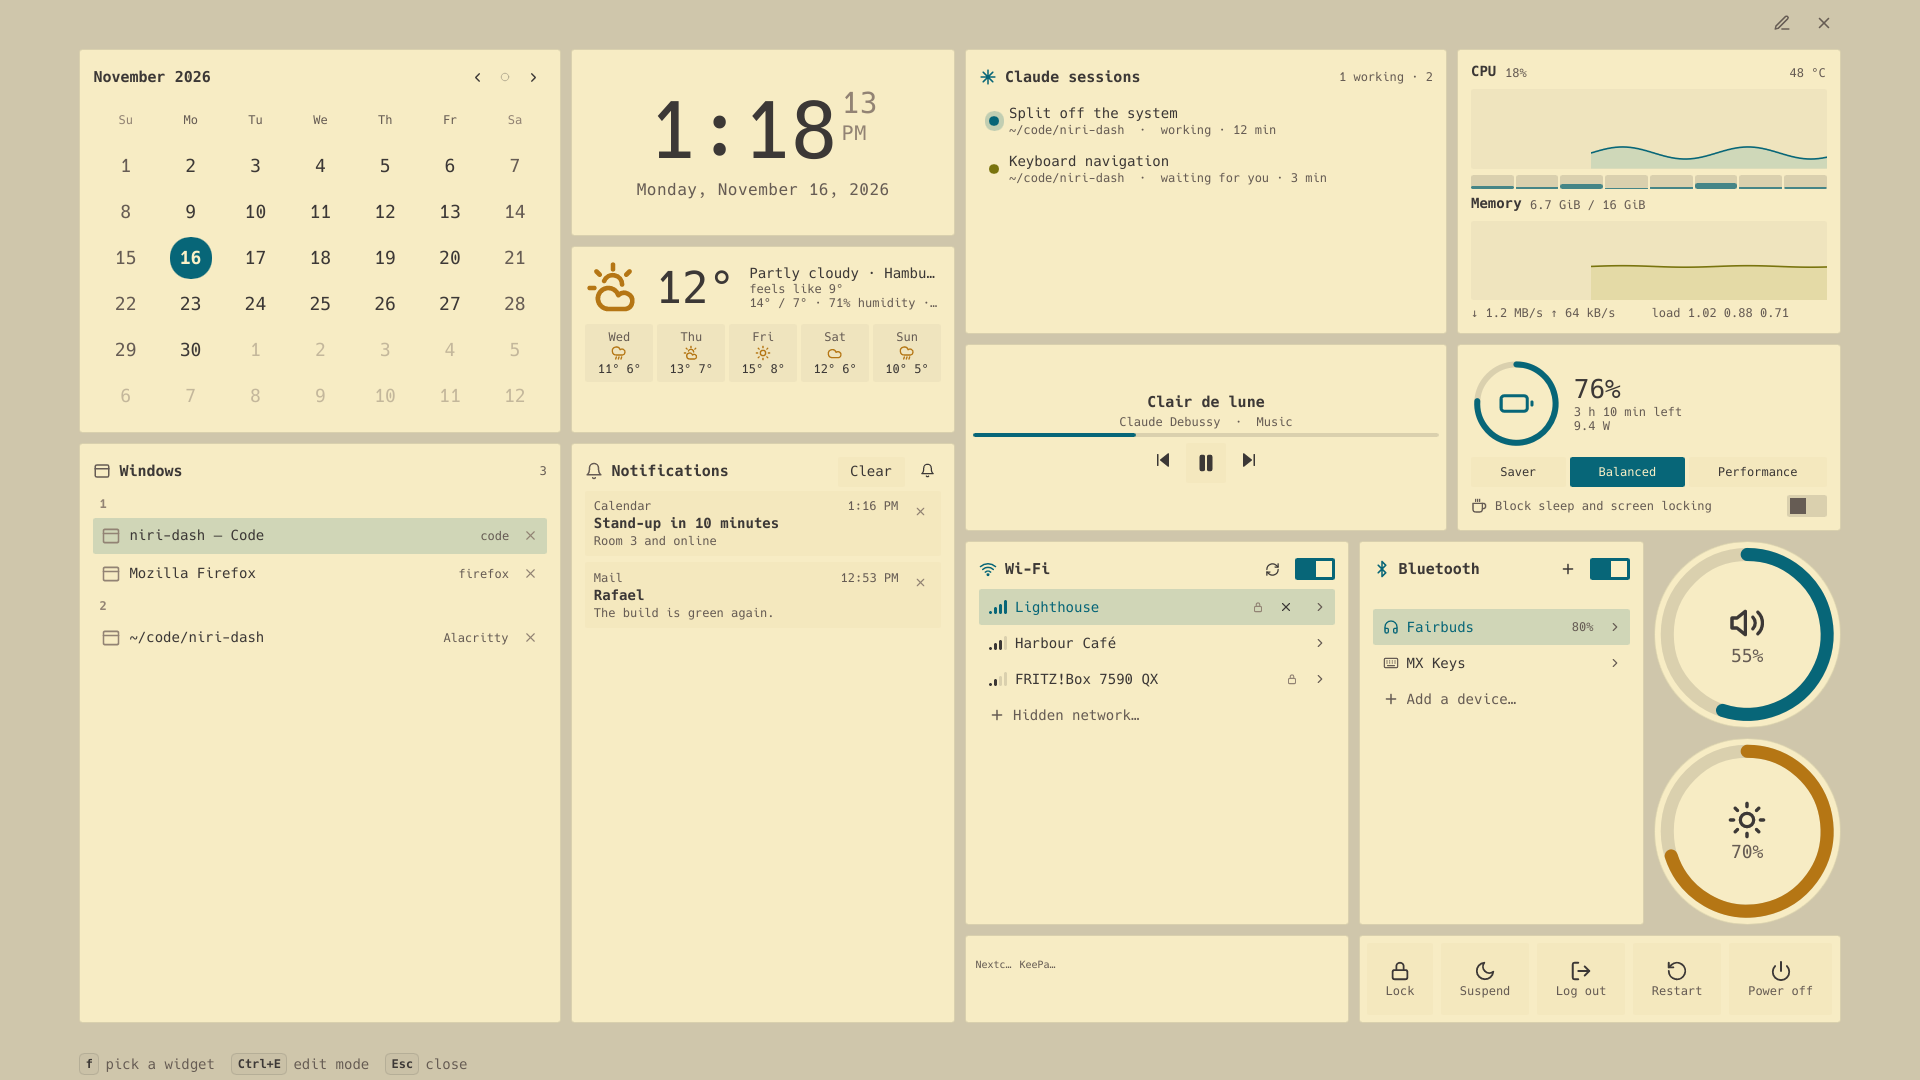 November 2026
Su Mo Tu We Th Fr Sa
1 2 3 4 5 6 7
8 9 10 11 12 13 14
15 16 17 18 19 20 21
22 23 24 25 26 27 28
29 30 1 2 3 4 5
6 7 8 9 10 11 12
1:18 13 PM
Monday, November 16, 2026
12°
Partly cloudy · Hambu…
feels like 9°
14° / 7° · 71% humidity ·…
Wed Thu Fri Sat Sun
11° 6° 13° 7° 15° 8° 12° 6° 10° 5°
Claude sessions 1 working · 2
Split off the system
~/code/niri-dash · working · 12 min
Keyboard navigation
~/code/niri-dash · waiting for you · 3 min
CPU 18% 48 °C
Memory 6.7 GiB / 16 GiB
↓ 1.2 MB/s ↑ 64 kB/s load 1.02 0.88 0.71
Clair de lune
Claude Debussy · Music
76%
3 h 10 min left
9.4 W
Saver Balanced Performance
Block sleep and screen locking
Windows 3
1
niri-dash — Code code
Mozilla Firefox firefox
2
~/code/niri-dash Alacritty
Notifications Clear
Calendar 1:16 PM
Stand-up in 10 minutes
Room 3 and online
Mail 12:53 PM
Rafael
The build is green again.
Wi-Fi
Lighthouse
Harbour Café
FRITZ!Box 7590 QX
Hidden network…
Bluetooth
Fairbuds 80%
MX Keys
Add a device…
55%
70%
Nextc… KeePa…
Lock Suspend Log out Restart Power off
f pick a widget Ctrl+E edit mode Esc close